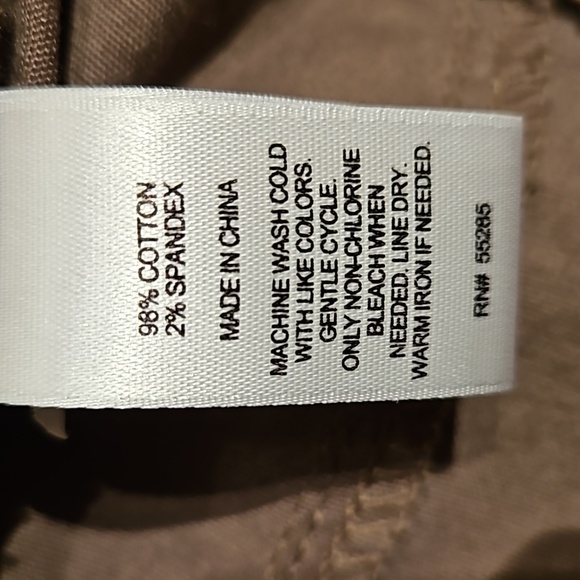 98% COTTON
2% SPANDEX
MADE IN CHINA
MACHINE WASH COLD
WITH LIKE COLORS.
GENTLE CYCLE.
ONLY NON-CHLORINE
BLEACH WHEN
NEEDED. LINE DRY.
WARM IRON IF NEEDED.
RN# 55285